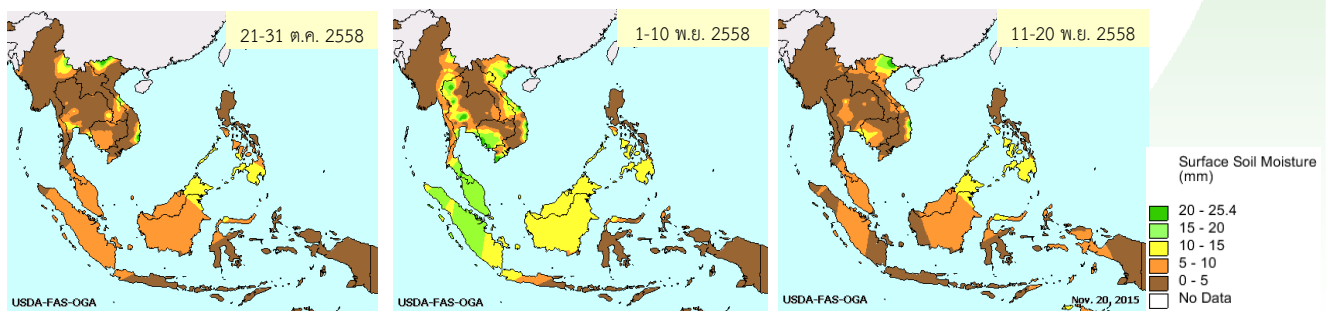 21-31 ต.ค. 2558
1-10 พ.ย. 2558
11-20 พ.ย. 2558
USDA-FAS-OGA
USDA-FAS-OGA
USDA-FAS-OGA
Nov. 20, 2015
Surface Soil Moisture
(mm)
20 - 25.4
15 - 20
10 - 15
5 - 10
0 - 5
No Data